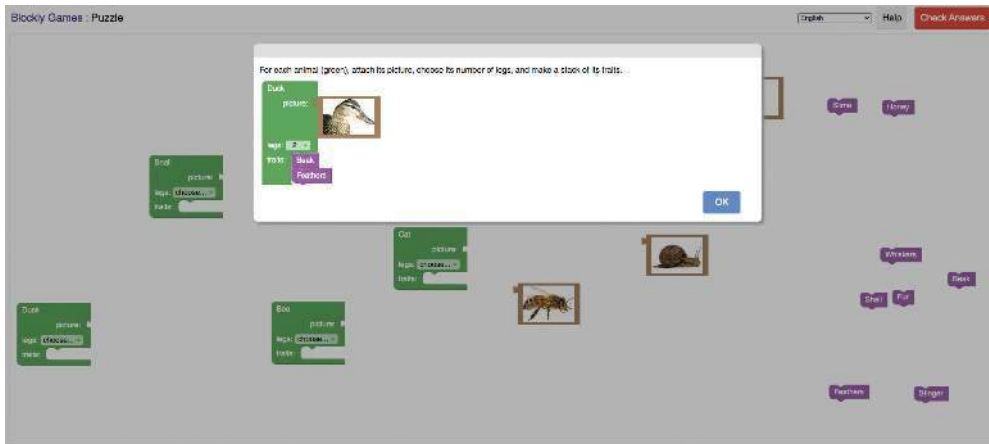 Blockly Games : Puzzle
English
Help
Check Answers
For each animal (green), attach its picture, choose its number of legs, and make a stack of its traits.
Duck
picture:
legs: 2
traits:
Beak
Feathers
OK
Slime
Honey
Snail
picture:
legs: choose...
traits:
Cat
picture:
legs: choose...
traits:
Whiskers
Beak
Shell
Fur
Duck
picture:
legs: choose...
traits:
Bee
picture:
legs: choose...
traits:
Feathers
Stinger